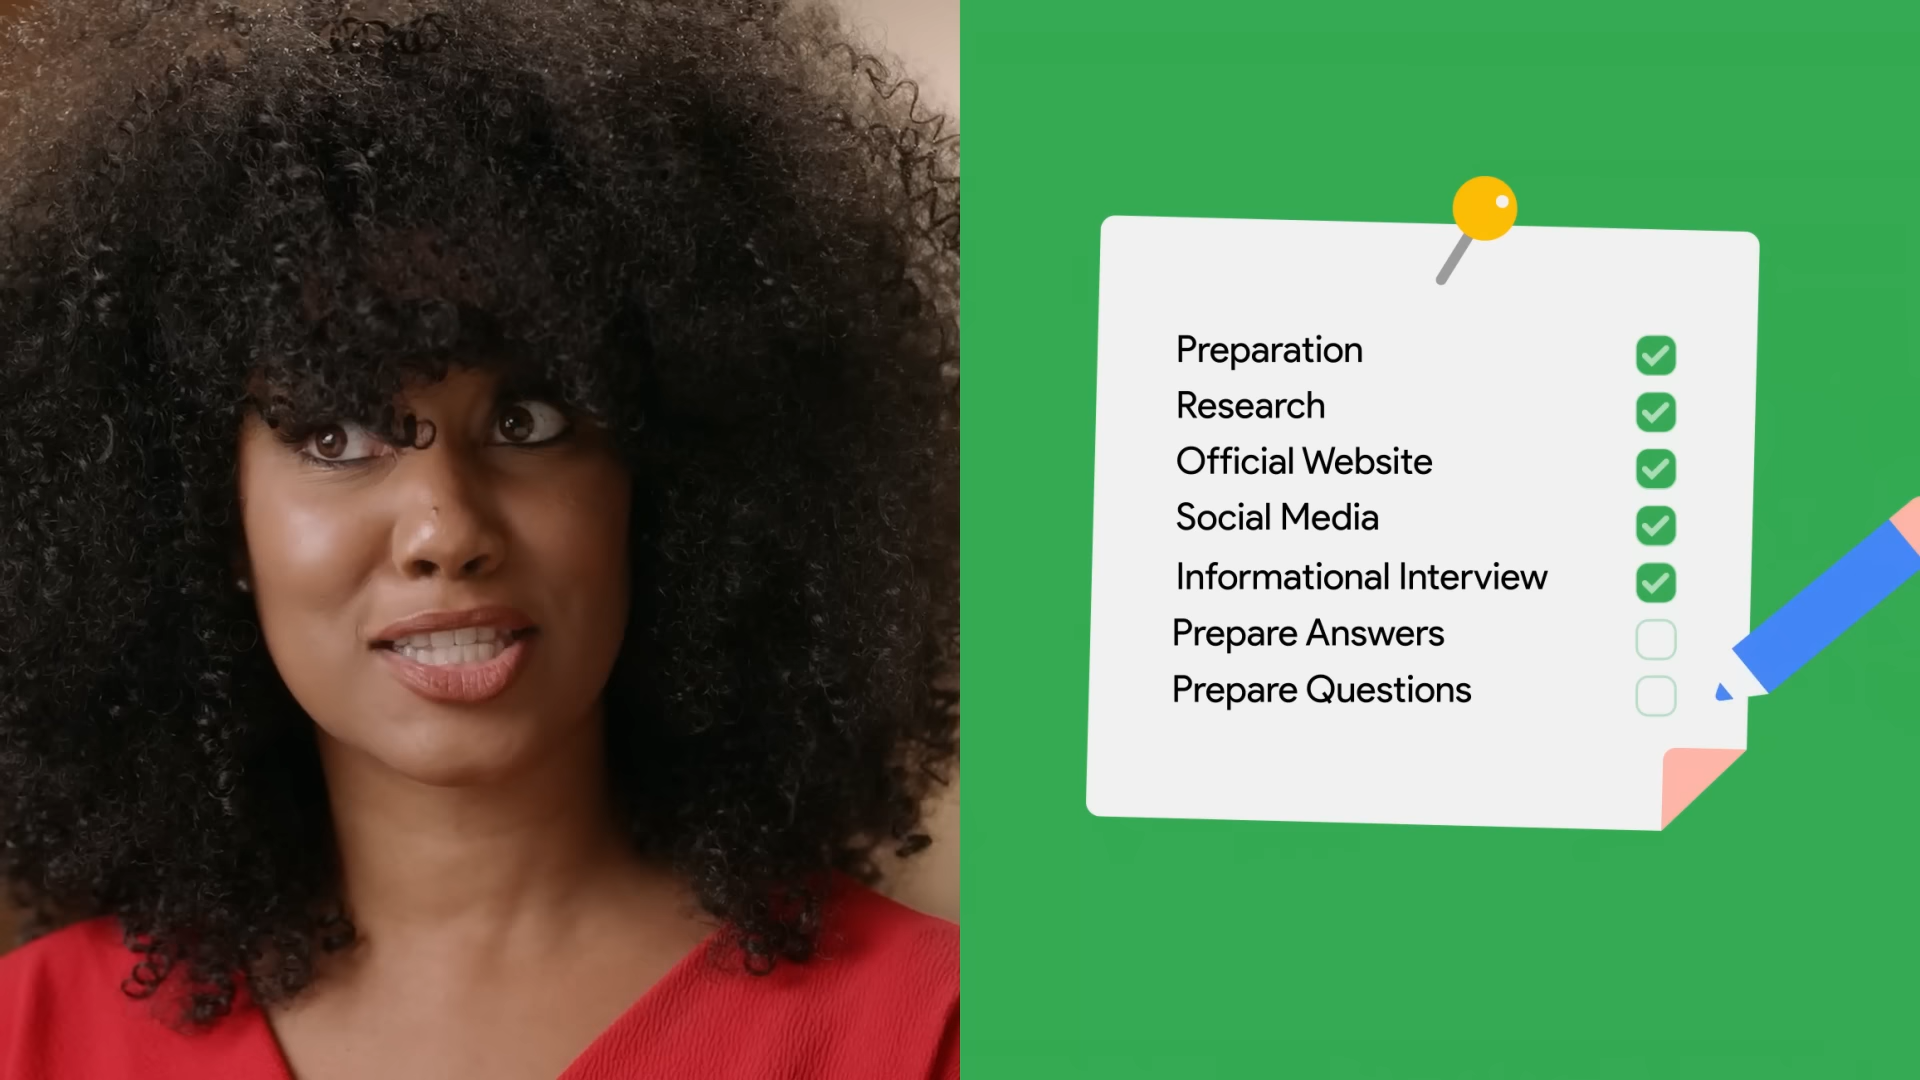 Preparation
Research
Official Website
Social Media
Informational Interview
Prepare Answers
Prepare Questions